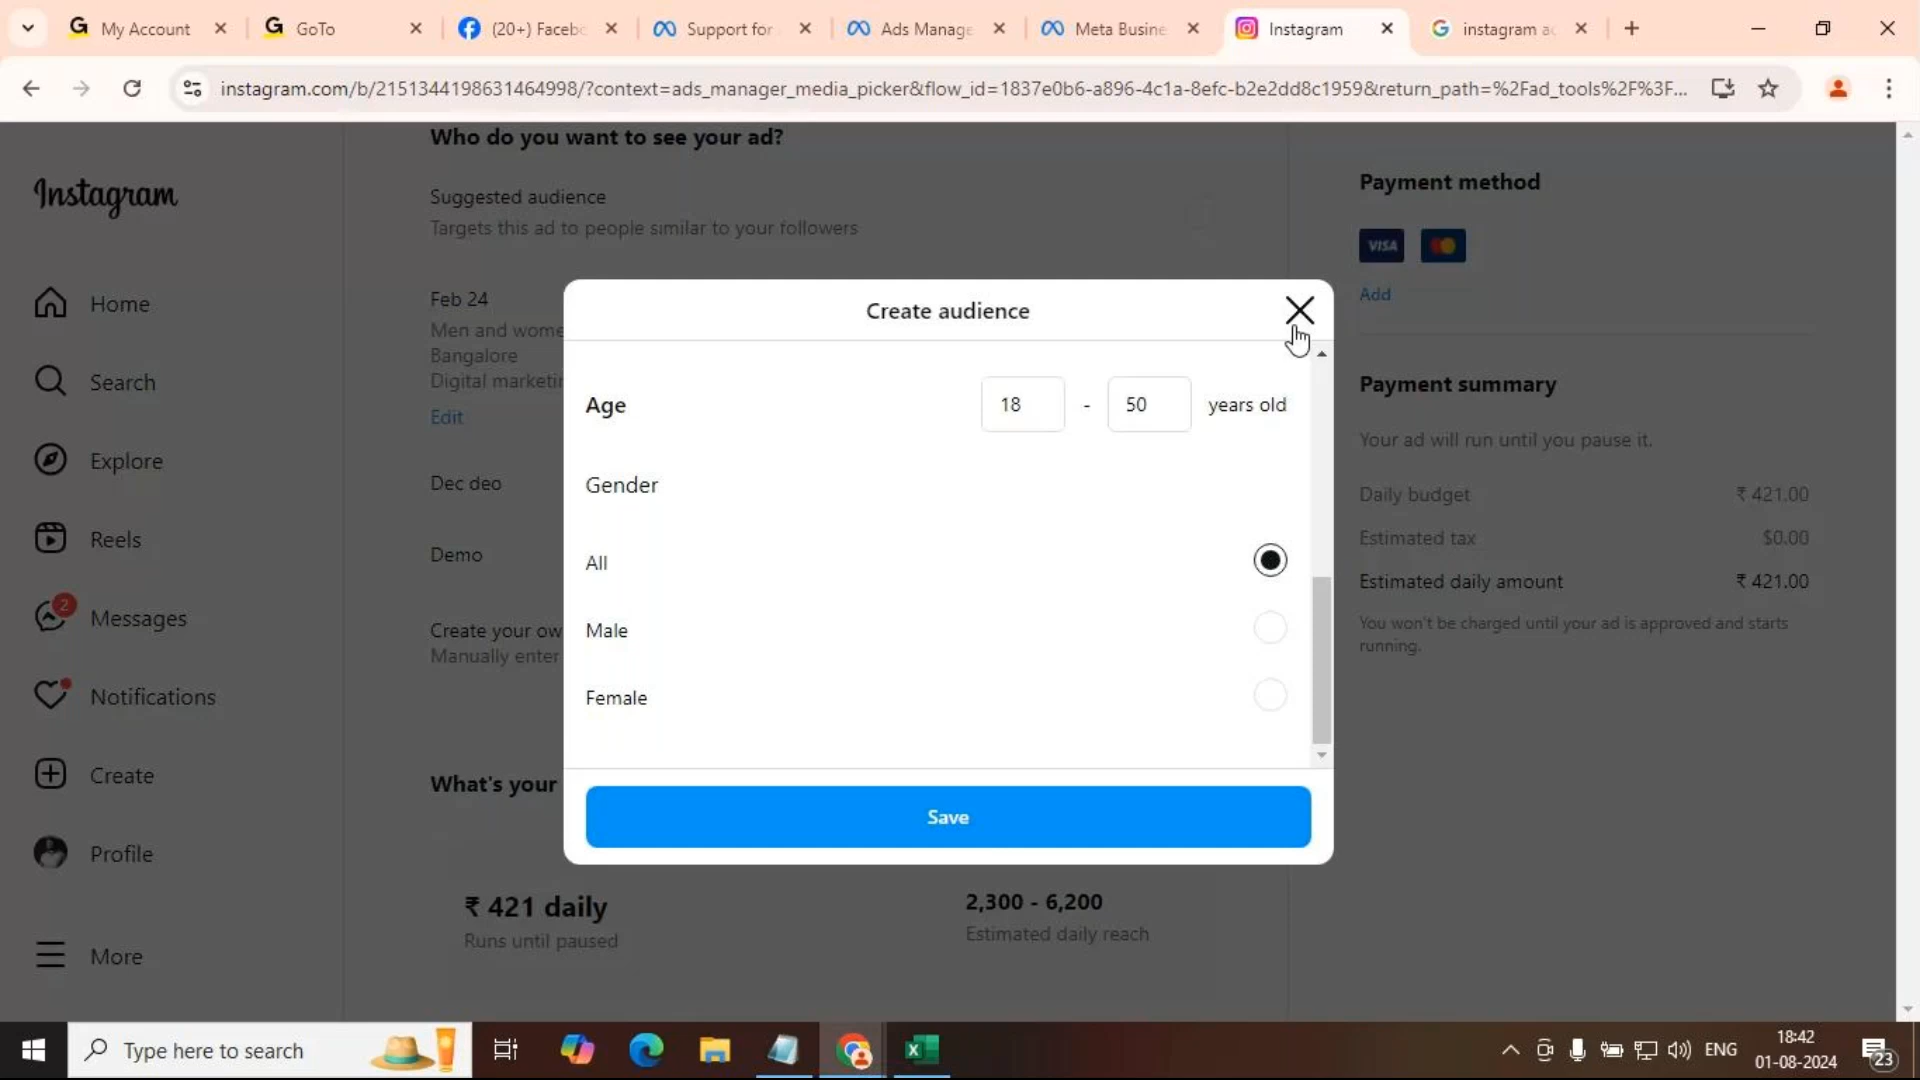 My Account
GoTo
(20+) Facebo
Support for
Ads Manage
Meta Busine
Instagram
instagram ac
instagram.com/b/2151344198631464998/?context=ads_manager_media_picker&flow_id=1837e0b6-a896-4c1a-8efc-b2e2dd8c1959&return_path=%2Fad_tools%2F%3F...
Instagram
Home
Search
Explore
Reels
2
Messages
Notifications
Create
Profile
More
Who do you want to see your ad?
Suggested audience
Targets this ad to people similar to your followers
Feb 24
Men and wome
Bangalore
Digital marketin
Edit
Dec deo
Demo
Create your ow
Manually enter
What's your
₹ 421 daily
Runs until paused
2,300 - 6,200
Estimated daily reach
Create audience
Age
18 - 50 years old
Gender
All
Male
Female
Save
Payment method
VISA
Add
Payment summary
Your ad will run until you pause it.
Daily budget ₹ 421.00
Estimated tax $0.00
Estimated daily amount ₹ 421.00
You won't be charged until your ad is approved and starts
running.
Type here to search
ENG
18:42
01-08-2024
23